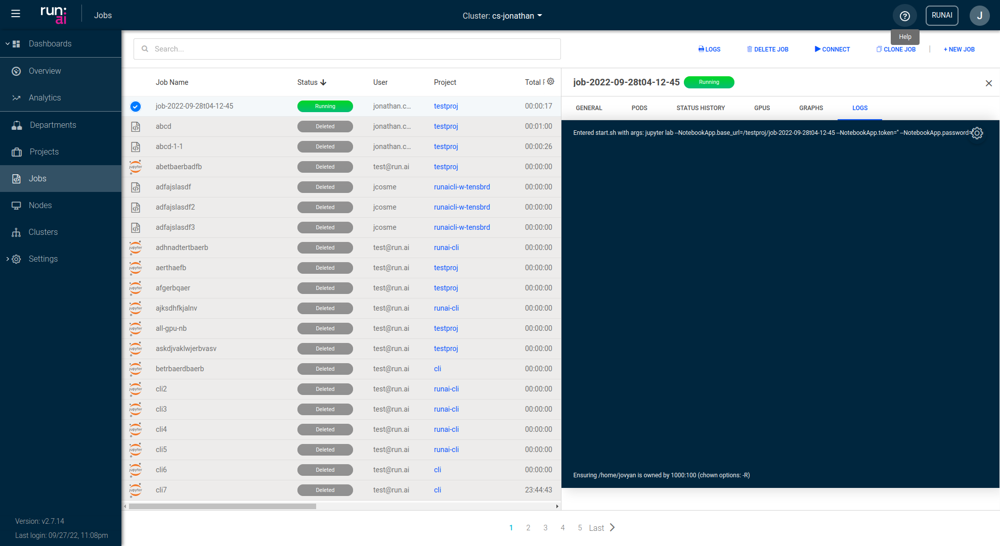 run:
ai
Jobs
Cluster: cs-jonathan
RUNAI
J
Help
Dashboards
Overview
Analytics
Departments
Projects
Jobs
Nodes
Clusters
Settings
Version: v2.7.14
Last login: 09/27/22, 11:08pm
Search...
LOGS
DELETE JOB
CONNECT
CLONE JOB
+ NEW JOB
Job Name Status User Project Total
job-2022-09-28t04-12-45 Running jonathan.c... testproj 00:00:17
abcd Deleted jonathan.c... testproj 00:01:00
abcd-1-1 Deleted jonathan.c... testproj 00:00:26
jupyter abetbaerbadfb Deleted test@run.ai testproj 00:00:00
adfajslasdf Deleted jcosme runaicli-w-tensbrd 00:00:00
adfajslasdf2 Deleted jcosme runaicli-w-tensbrd 00:00:00
adfajslasdf3 Deleted jcosme runaicli-w-tensbrd 00:00:00
jupyter adhnadtertbaerb Deleted test@run.ai runai-cli 00:00:00
jupyter aerthaefb Deleted test@run.ai testproj 00:00:00
jupyter afgerbqaer Deleted test@run.ai testproj 00:00:00
jupyter ajksdhfkjalnv Deleted test@run.ai runai-cli 00:00:00
jupyter all-gpu-nb Deleted test@run.ai testproj 00:00:00
jupyter askdjvaklwjerbvasv Deleted test@run.ai testproj 00:00:00
jupyter betrbaerdbaerb Deleted test@run.ai cli 00:00:00
jupyter cli2 Deleted test@run.ai runai-cli 00:00:00
jupyter cli3 Deleted test@run.ai runai-cli 00:00:00
jupyter cli4 Deleted test@run.ai runai-cli 00:00:00
jupyter cli5 Deleted test@run.ai runai-cli 00:00:00
jupyter cli6 Deleted test@run.ai cli 00:00:00
jupyter cli7 Deleted test@run.ai cli 23:44:43
1 2 3 4 5 Last
job-2022-09-28t04-12-45 Running
GENERAL PODS STATUS HISTORY GPUS GRAPHS LOGS
Entered start.sh with args: jupyter lab --NotebookApp.base_url=/testproj/job-2022-09-28t04-12-45 --NotebookApp.token='' --NotebookApp.password=
Ensuring /home/jovyan is owned by 1000:100 (chown options: -R)